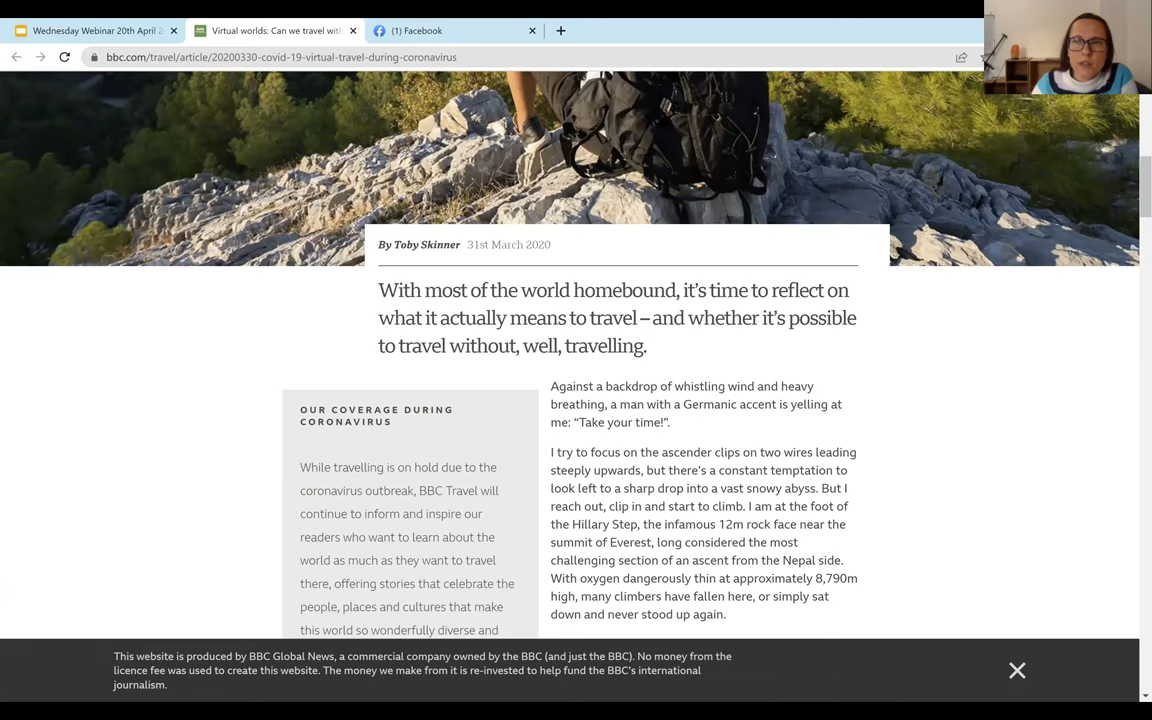 Wednesday Webinar 20th April 2
Virtual worlds: Can we travel with
(1) Facebook
bbc.com/travel/article/20200330-covid-19-virtual-travel-during-coronavirus
By Toby Skinner 31st March 2020
With most of the world homebound, it’s time to reflect on
what it actually means to travel – and whether it’s possible
to travel without, well, travelling.
OUR COVERAGE DURING
CORONAVIRUS
While travelling is on hold due to the
coronavirus outbreak, BBC Travel will
continue to inform and inspire our
readers who want to learn about the
world as much as they want to travel
there, offering stories that celebrate the
people, places and cultures that make
this world so wonderfully diverse and
Against a backdrop of whistling wind and heavy
breathing, a man with a Germanic accent is yelling at
me: “Take your time!”.
I try to focus on the ascender clips on two wires leading
steeply upwards, but there’s a constant temptation to
look left to a sharp drop into a vast snowy abyss. But I
reach out, clip in and start to climb. I am at the foot of
the Hillary Step, the infamous 12m rock face near the
summit of Everest, long considered the most
challenging section of an ascent from the Nepal side.
With oxygen dangerously thin at approximately 8,790m
high, many climbers have fallen here, or simply sat
down and never stood up again.
This website is produced by BBC Global News, a commercial company owned by the BBC (and just the BBC). No money from the
licence fee was used to create this website. The money we make from it is re-invested to help fund the BBC’s international
journalism.